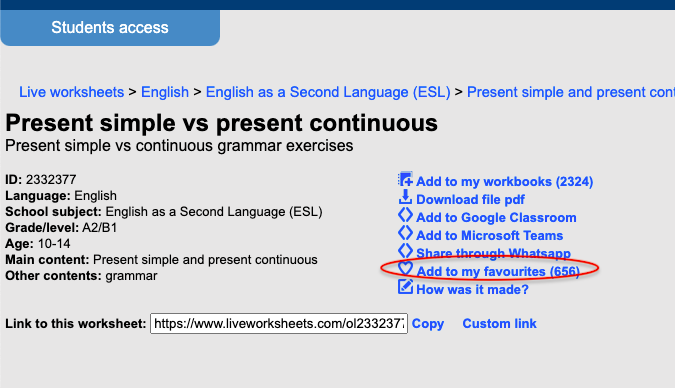 Students access
Live worksheets > English > English as a Second Language (ESL) > Present simple and present cont
Present simple vs present continuous
Present simple vs continuous grammar exercises
ID: 2332377
Language: English
School subject: English as a Second Language (ESL)
Grade/level: A2/B1
Age: 10-14
Main content: Present simple and present continuous
Other contents: grammar
Add to my workbooks (2324)
Download file pdf
Add to Google Classroom
Add to Microsoft Teams
Share through Whatsapp
Add to my favourites (656)
How was it made?
Link to this worksheet: https://www.liveworksheets.com/ol2332377 Copy Custom link